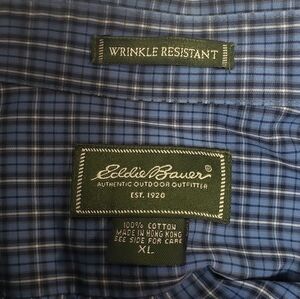 WRINKLE RESISTANT
Eddie Bauer®
AUTHENTIC OUTDOOR OUTFITTER
EST. 1920
100% COTTON
MADE IN HONG KONG
SEE SIDE FOR CARE
XL